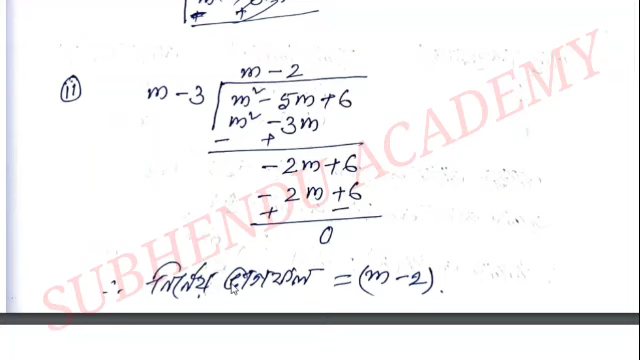 (ii)
m - 2
m - 3 m² - 5m + 6
m² - 3m
- +
- 2m + 6
- 2m + 6
+ -
0
∴ নির্ণেয় ভাগফল = (m - 2).
SUBHENDU ACADEMY